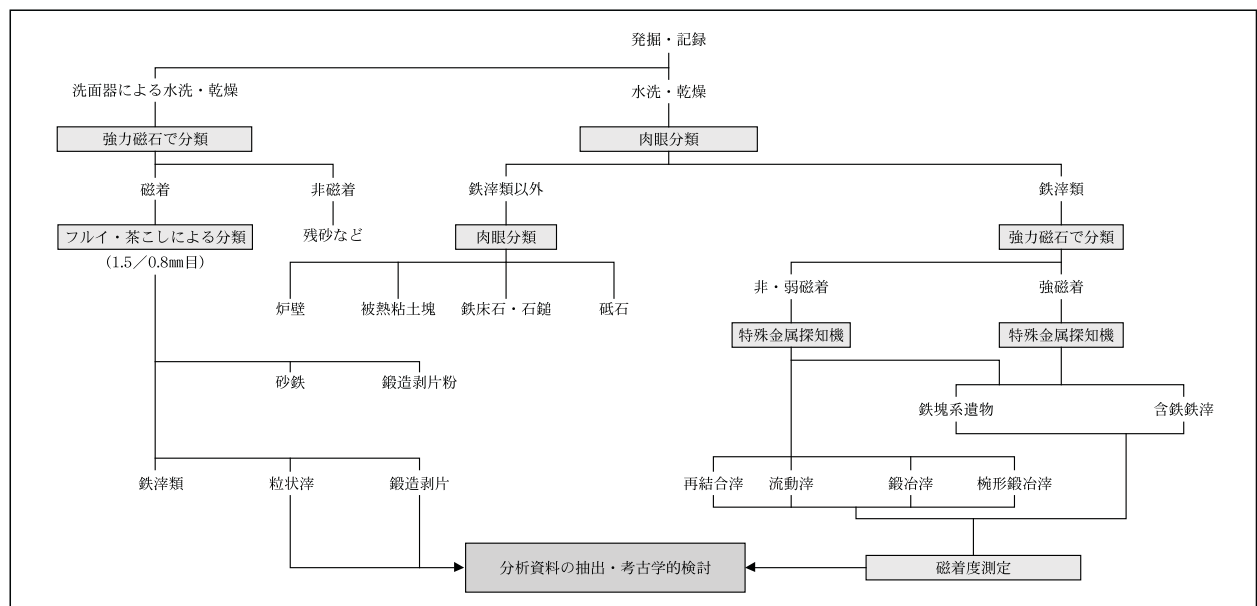 発掘・記録
洗面器による水洗・乾燥
水洗・乾燥
強力磁石で分類
肉眼分類
磁着
非磁着
鉄滓類以外
鉄滓類
フルイ・茶こしによる分類
（1.5／0.8㎜目）
残砂など
肉眼分類
強力磁石で分類
炉壁
被熱粘土塊
鉄床石・石鎚
砥石
非・弱磁着
強磁着
特殊金属探知機
特殊金属探知機
砂鉄
鍛造剥片粉
鉄塊系遺物
含鉄鉄滓
鉄滓類
粒状滓
鍛造剥片
再結合滓
流動滓
鍛冶滓
椀形鍛冶滓
分析資料の抽出・考古学的検討
磁着度測定